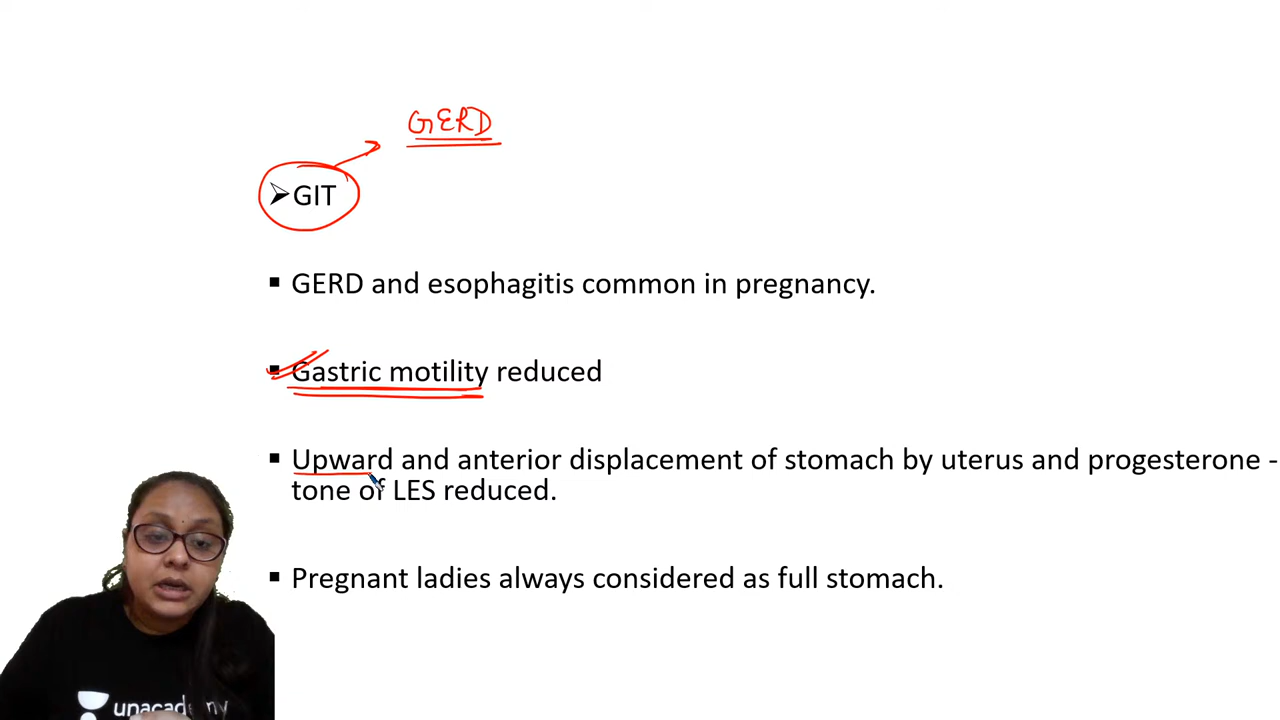 GERD
➢GIT
▪ GERD and esophagitis common in pregnancy.
▪ Gastric motility reduced
▪ Upward and anterior displacement of stomach by uterus and progesterone -
tone of LES reduced.
▪ Pregnant ladies always considered as full stomach.
unacademy